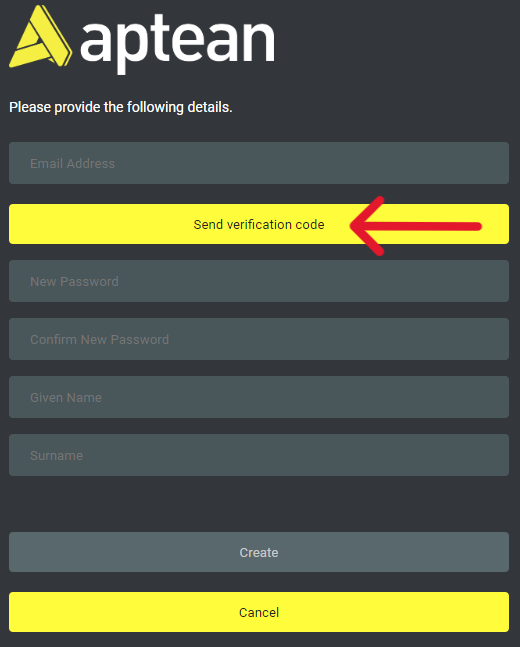 aptean
Please provide the following details.
Email Address
Send verification code
New Password
Confirm New Password
Given Name
Surname
Create
Cancel